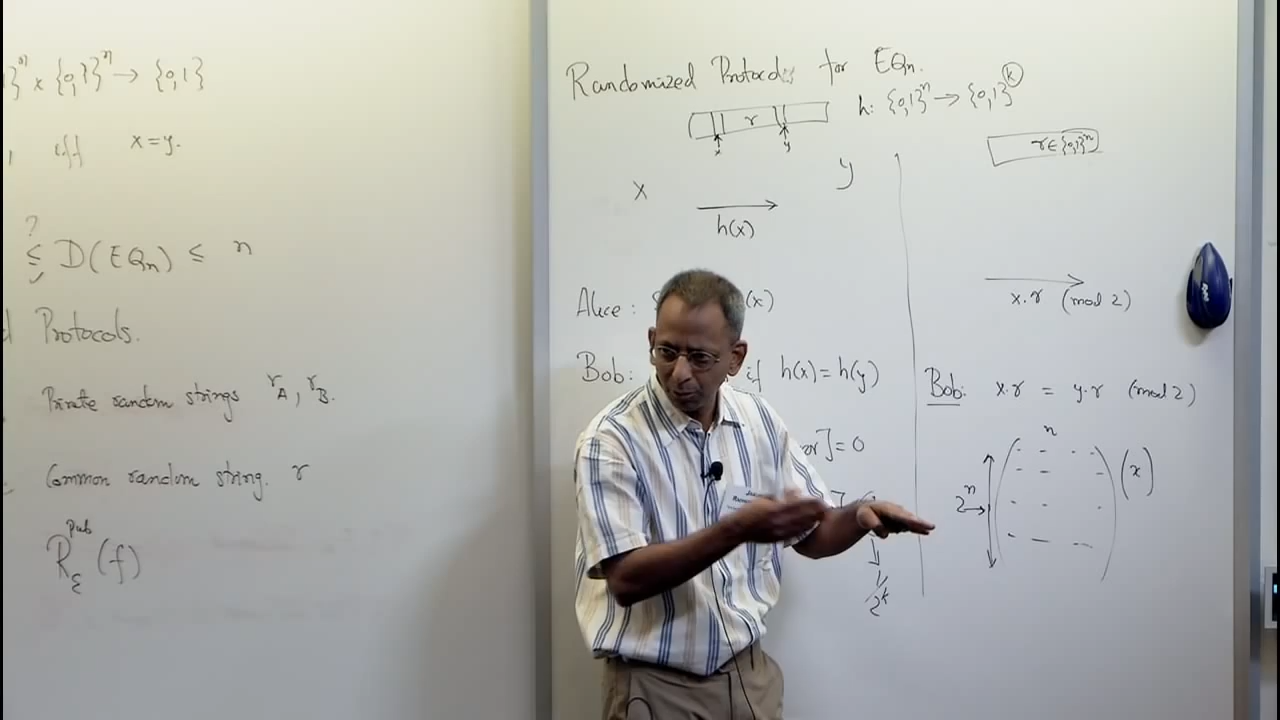 }ⁿ x {0,1}ⁿ → {0,1}
, iff x = y.
?
≤ D(EQₙ) ≤ n
Protocols.
Private random strings r_A, r_B.
Common random string. r
R_ε^pub (f)
Randomized Protocols for EQₙ.
h: {0,1}ⁿ → {0,1}^k
r
x y
x y
h(x)
Alice: (x)
Bob: if h(x) = h(y)
] = 0
1/2^k
r ∈ {0,1}ⁿ
x.r (mod 2)
Bob: x.r = y.r (mod 2)
n
2ⁿ (x)